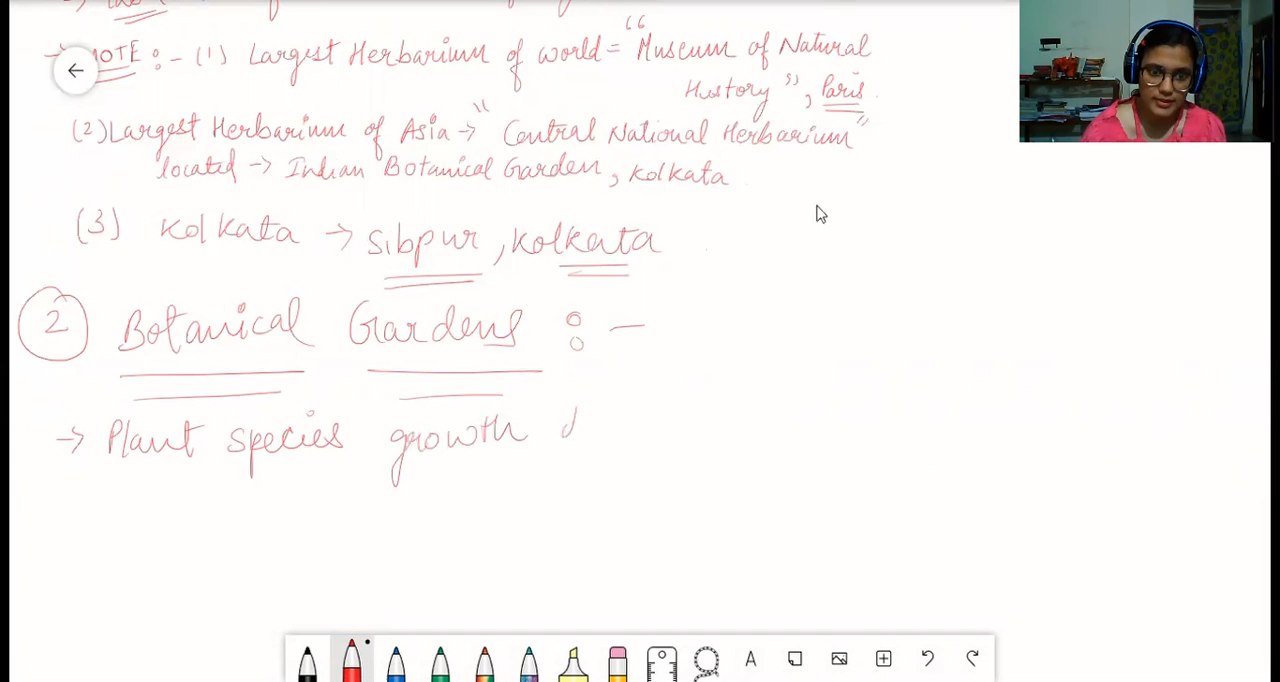 NOTE :- (1) Largest Herbarium of world = "Museum of Natural
History", Paris.
(2) Largest Herbarium of Asia → "Central National Herbarium"
located → Indian Botanical Garden, Kolkata
(3) Kolkata → Sibpur, Kolkata
2 Botanical Gardens :-
→ Plant species growth
A